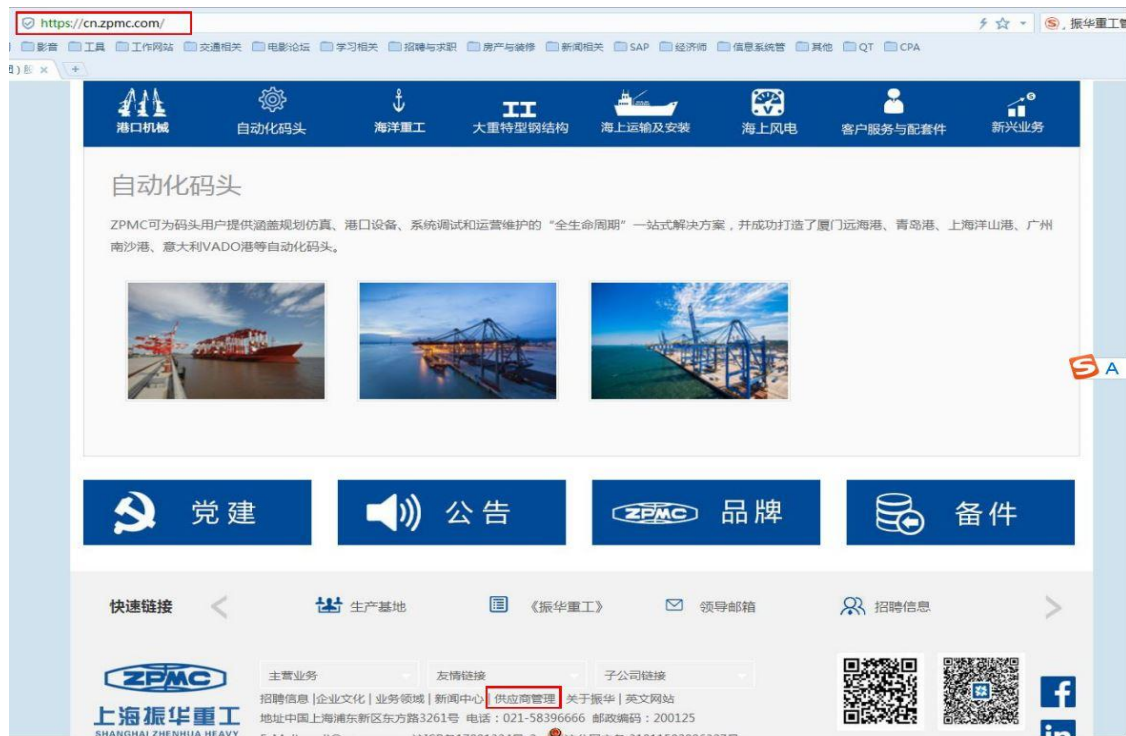 https://cn.zpmc.com/
振华重工
影音 工具 工作网站 交通相关 电影论坛 学习相关 招聘与求职 房产与装修 新闻相关 SAP 经济师 信息系统管 其他 QT CPA
港口机械 自动化码头 海洋重工 大重特型钢结构 海上运输及安装 海上风电 客户服务与配套件 新兴业务
自动化码头
ZPMC可为码头用户提供涵盖规划仿真、港口设备、系统调试和运营维护的“全生命周期”一站式解决方案，并成功打造了厦门远海港、青岛港、上海洋山港、广州
南沙港、意大利VADO港等自动化码头。
党建 公告 ZPMC 品牌 备件
快速链接 生产基地 《振华重工》 领导邮箱 招聘信息
ZPMC
上海振华重工
SHANGHAI ZHENHUA HEAVY
主营业务 友情链接 子公司链接
招聘信息 |企业文化 | 业务领域 | 新闻中心 | 供应商管理 关于振华 | 英文网站
地址中国上海浦东新区东方路3261号 电话：021-58396666 邮政编码：200125